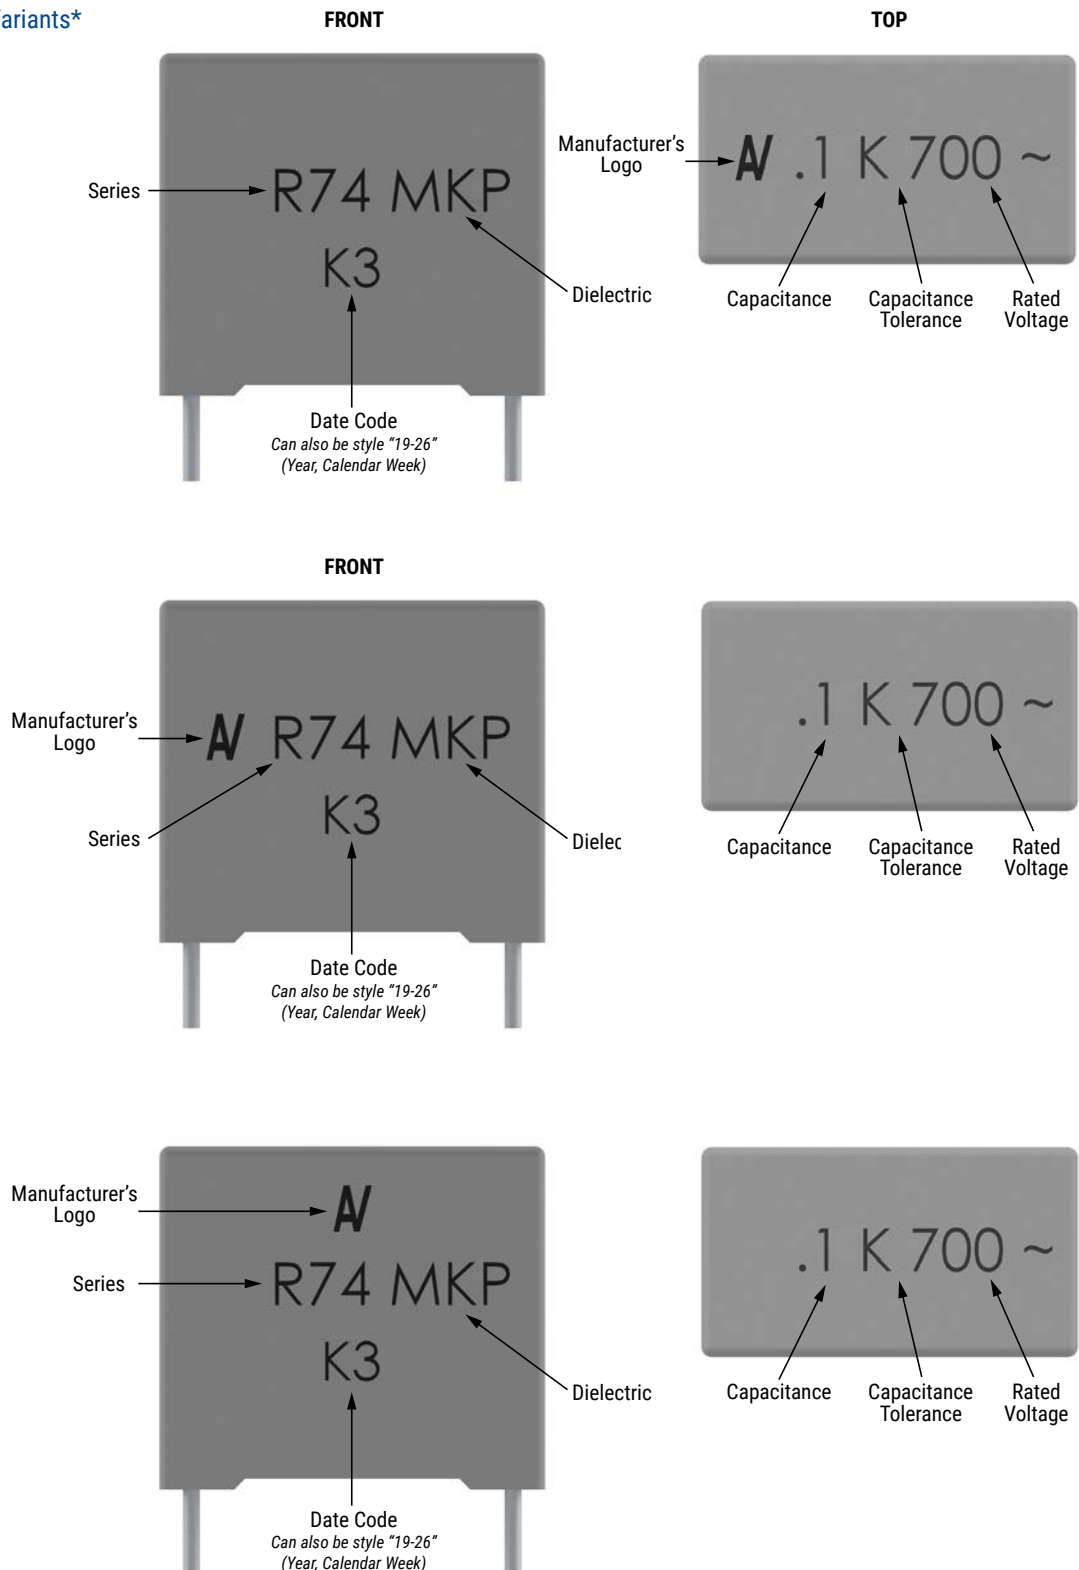 ariants*
FRONT
TOP
Manufacturer's
Logo
AV .1 K 700 ~
Series
R74 MKP
K3
Dielectric
Capacitance
Capacitance
Tolerance
Rated
Voltage
Date Code
Can also be style "19-26"
(Year, Calendar Week)
FRONT
Manufacturer's
Logo
AV R74 MKP
.1 K 700 ~
K3
Series
Dielec
Capacitance
Capacitance
Tolerance
Rated
Voltage
Date Code
Can also be style "19-26"
(Year, Calendar Week)
Manufacturer's
Logo
AV
Series
R74 MKP
.1 K 700 ~
K3
Dielectric
Capacitance
Capacitance
Tolerance
Rated
Voltage
Date Code
Can also be style "19-26"
(Year, Calendar Week)